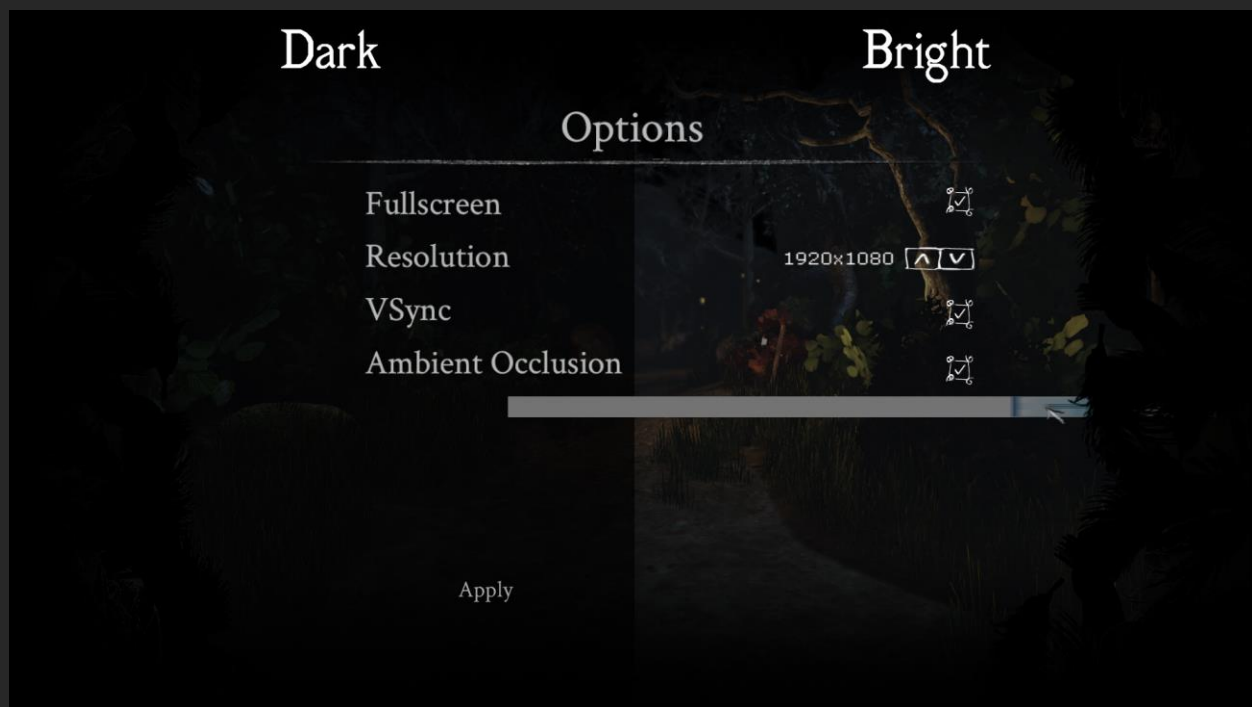 Dark Bright
Options
Fullscreen
Resolution 1920x1080
VSync
Ambient Occlusion
Apply